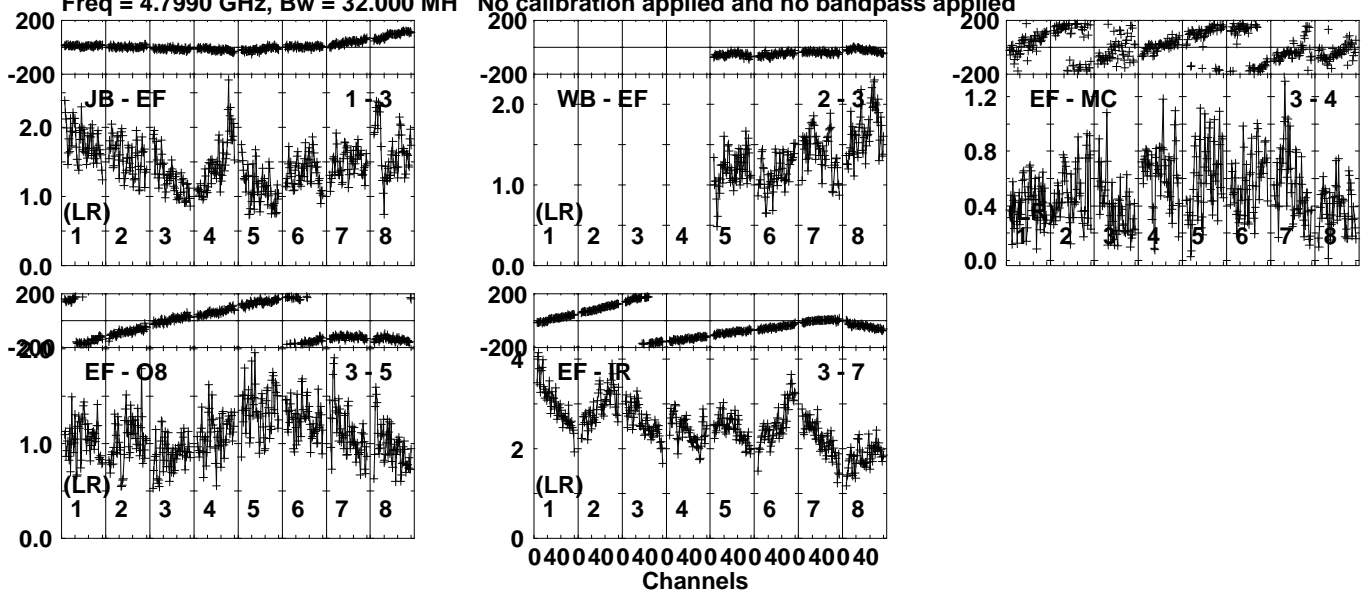 Freq = 4.7990 GHz, Bw = 32.000 MH No calibration applied and no bandpass applied
200
-200
JB - EF 1 - 3
2.0
1.0
(LR)
1 2 3 4 5 6 7 8
0.0
200
-200
WB - EF 2 - 3
2.0
1.0
(LR)
1 2 3 4 5 6 7 8
0.0
200
-200
EF - MC 3 - 4
1.2
0.8
0.4
(LR)
1 2 3 4 5 6 7 8
0.0
200
-200
2.0
EF - O8 3 - 5
1.0
(LR)
1 2 3 4 5 6 7 8
0.0
200
-200
4
EF - IR 3 - 7
2
(LR)
1 2 3 4 5 6 7 8
0
0 40 0 40 0 40 0 40 0 40 0 40 0 40 0 40
Channels